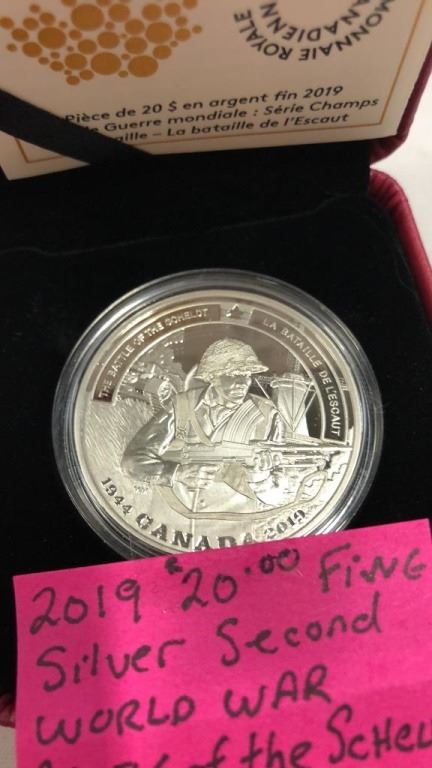 MONNAIE ROYALE
CANADIENN
Pièce de 20 $ en argent fin 2019
Guerre mondiale : Série Champs
aille – La bataille de l'Escaut
THE BATTLE OF THE SCHELDT
LA BATAILLE DE L'ESCAUT
1944 CANADA 2019
2019 $20.00 FiNE
Silver Second
WORLD WAR
of the SCHEL